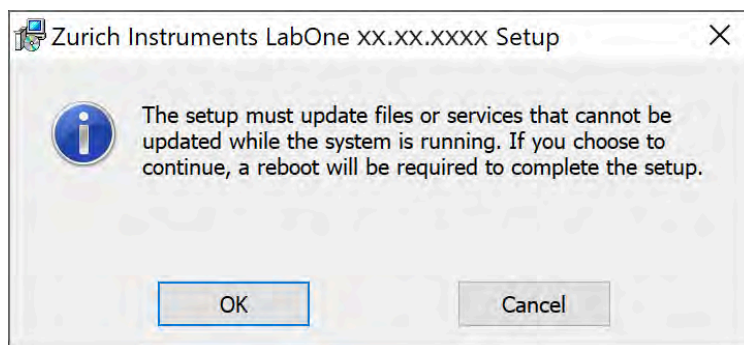 Zurich Instruments LabOne xx.xx.xxxx Setup
The setup must update files or services that cannot be
updated while the system is running. If you choose to
continue, a reboot will be required to complete the setup.
OK
Cancel